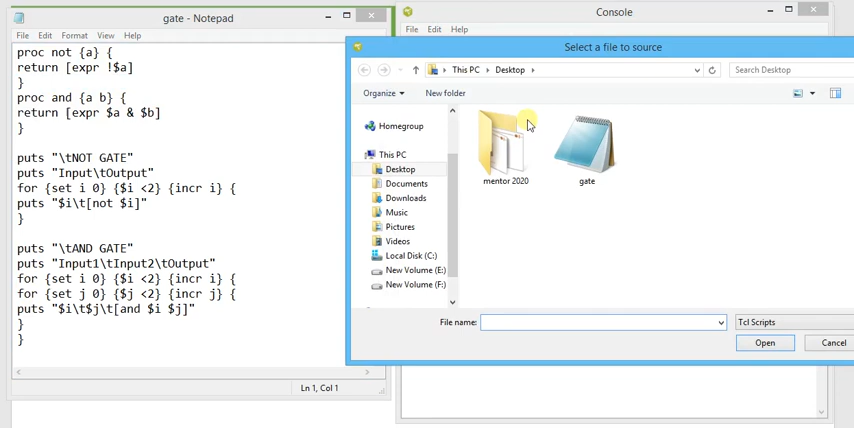 gate - Notepad
File Edit Format View Help
proc not {a} {
return [expr !$a]
}
proc and {a b} {
return [expr $a & $b]
}
puts "\tNOT GATE"
puts "Input\tOutput"
for {set i 0} {$i <2} {incr i} {
puts "$i\t[not $i]"
}
puts "\tAND GATE"
puts "Input1\tInput2\tOutput"
for {set i 0} {$i <2} {incr i} {
for {set j 0} {$j <2} {incr j} {
puts "$i\t$j\t[and $i $j]"
}
}
Ln 1, Col 1
Console
File Edit Help
Select a file to source
This PC Desktop
Search Desktop
Organize New folder
Homegroup
This PC
Desktop
Documents
Downloads
Music
Pictures
Videos
Local Disk (C:)
New Volume (E:)
New Volume (F:)
mentor 2020
gate
File name:
Tcl Scripts
Open
Cancel